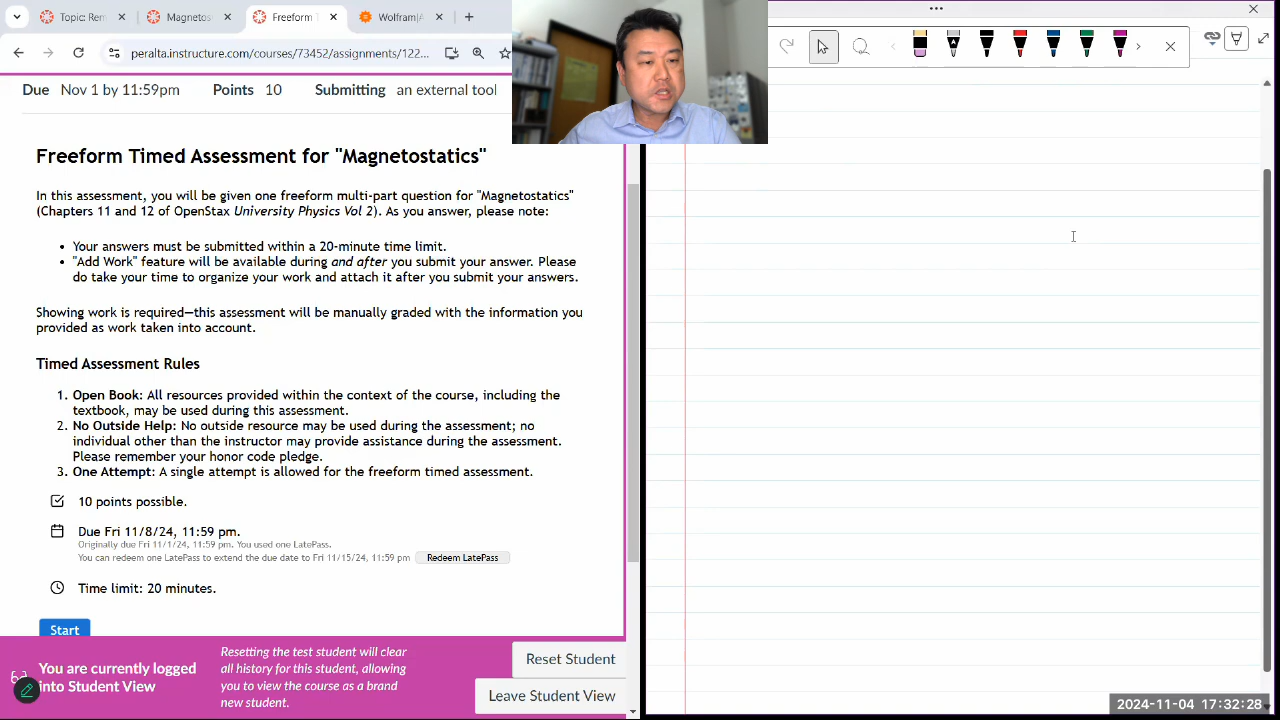 Topic: Rem
Magnetos
Freeform T
Wolfram|A
peralta.instructure.com/course/73452/assignments/122...
Due Nov 1 by 11:59pm Points 10 Submitting an external tool
Freeform Timed Assessment for "Magnetostatics"
In this assessment, you will be given one freeform multi-part question for "Magnetostatics"
(Chapters 11 and 12 of OpenStax University Physics Vol 2). As you answer, please note:
• Your answers must be submitted within a 20-minute time limit.
• "Add Work" feature will be available during and after you submit your answer. Please
do take your time to organize your work and attach it after you submit your answers.
Showing work is required—this assessment will be manually graded with the information you
provided as work taken into account.
Timed Assessment Rules
1. Open Book: All resources provided within the context of the course, including the
textbook, may be used during this assessment.
2. No Outside Help: No outside resource may be used during the assessment; no
individual other than the instructor may provide assistance during the assessment.
Please remember your honor code pledge.
3. One Attempt: A single attempt is allowed for the freeform timed assessment.
10 points possible.
Due Fri 11/8/24, 11:59 pm.
Originally due Fri 11/1/24, 11:59 pm. You used one LatePass.
You can redeem one LatePass to extend the due date to Fri 11/15/24, 11:59 pm Redeem LatePass
Time limit: 20 minutes.
Start
You are currently logged
into Student View
Resetting the test student will clear
all history for this student, allowing
you to view the course as a brand
new student.
Reset Student
Leave Student View
2024-11-04 17:32:28